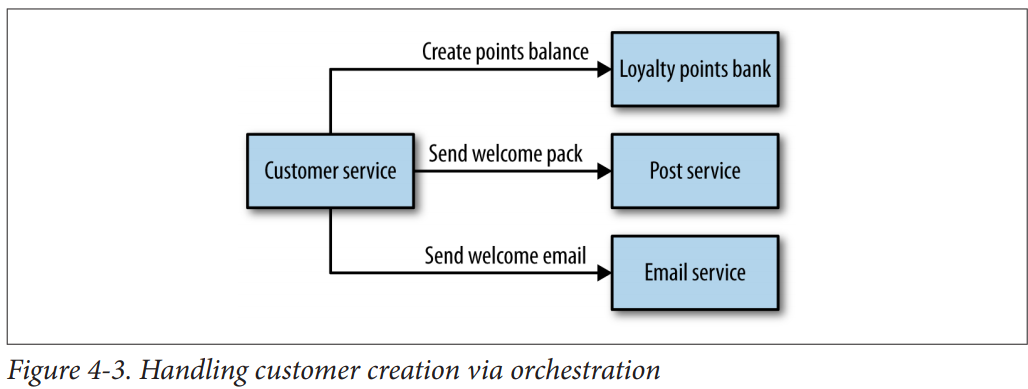 Create points balance
Loyalty points bank
Customer service
Send welcome pack
Post service
Send welcome email
Email service
Figure 4-3. Handling customer creation via orchestration